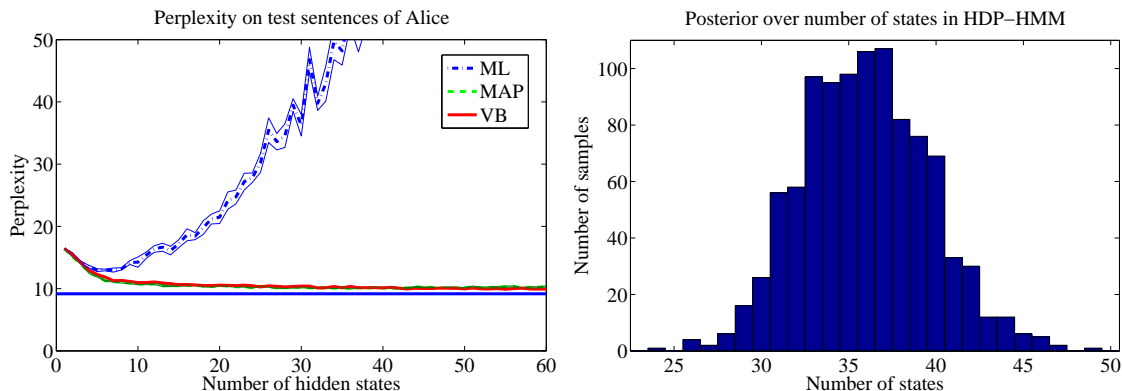 Perplexity on test sentences of Alice
50
40
30
20
10
0
Perplexity
ML
MAP
VB
0 10 20 30 40 50 60
Number of hidden states
Posterior over number of states in HDP−HMM
100
80
60
40
20
0
Number of samples
25 30 35 40 45 50
Number of states